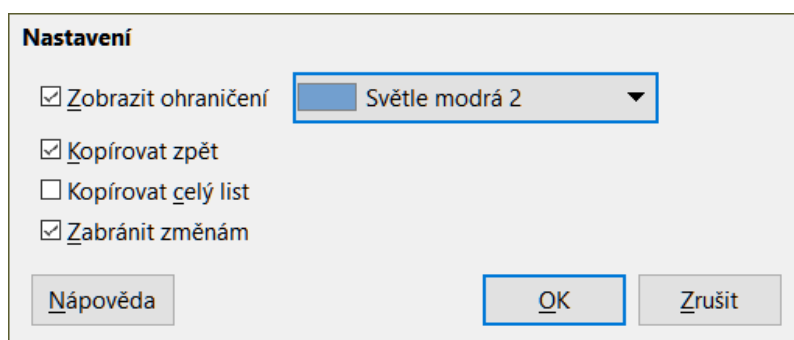 Nastavení
Zobrazit ohraničení Světle modrá 2
Kopírovat zpět
Kopírovat celý list
Zabránit změnám
Nápověda OK Zrušit